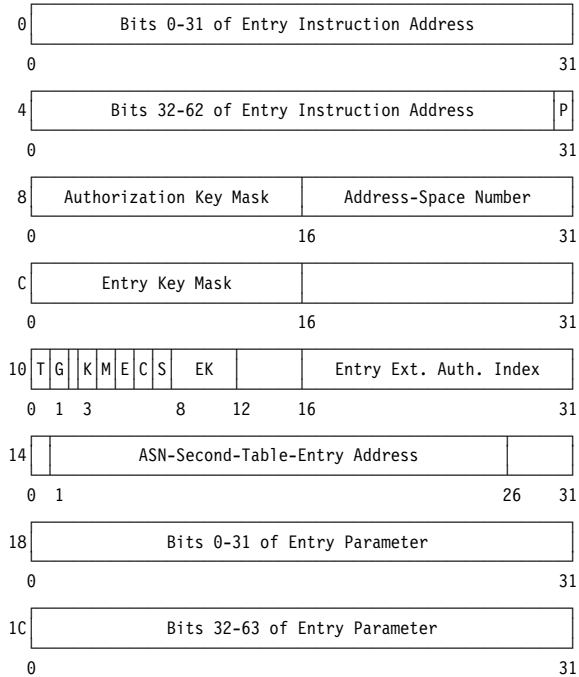 0 Bits 0-31 of Entry Instruction Address
0 31
4 Bits 32-62 of Entry Instruction Address P
0 31
8 Authorization Key Mask Address-Space Number
0 16 31
C Entry Key Mask
0 16 31
10 T G K M E C S EK Entry Ext. Auth. Index
0 1 3 8 12 16 31
14 ASN-Second-Table-Entry Address
0 1 26 31
18 Bits 0-31 of Entry Parameter
0 31
1C Bits 32-63 of Entry Parameter
0 31